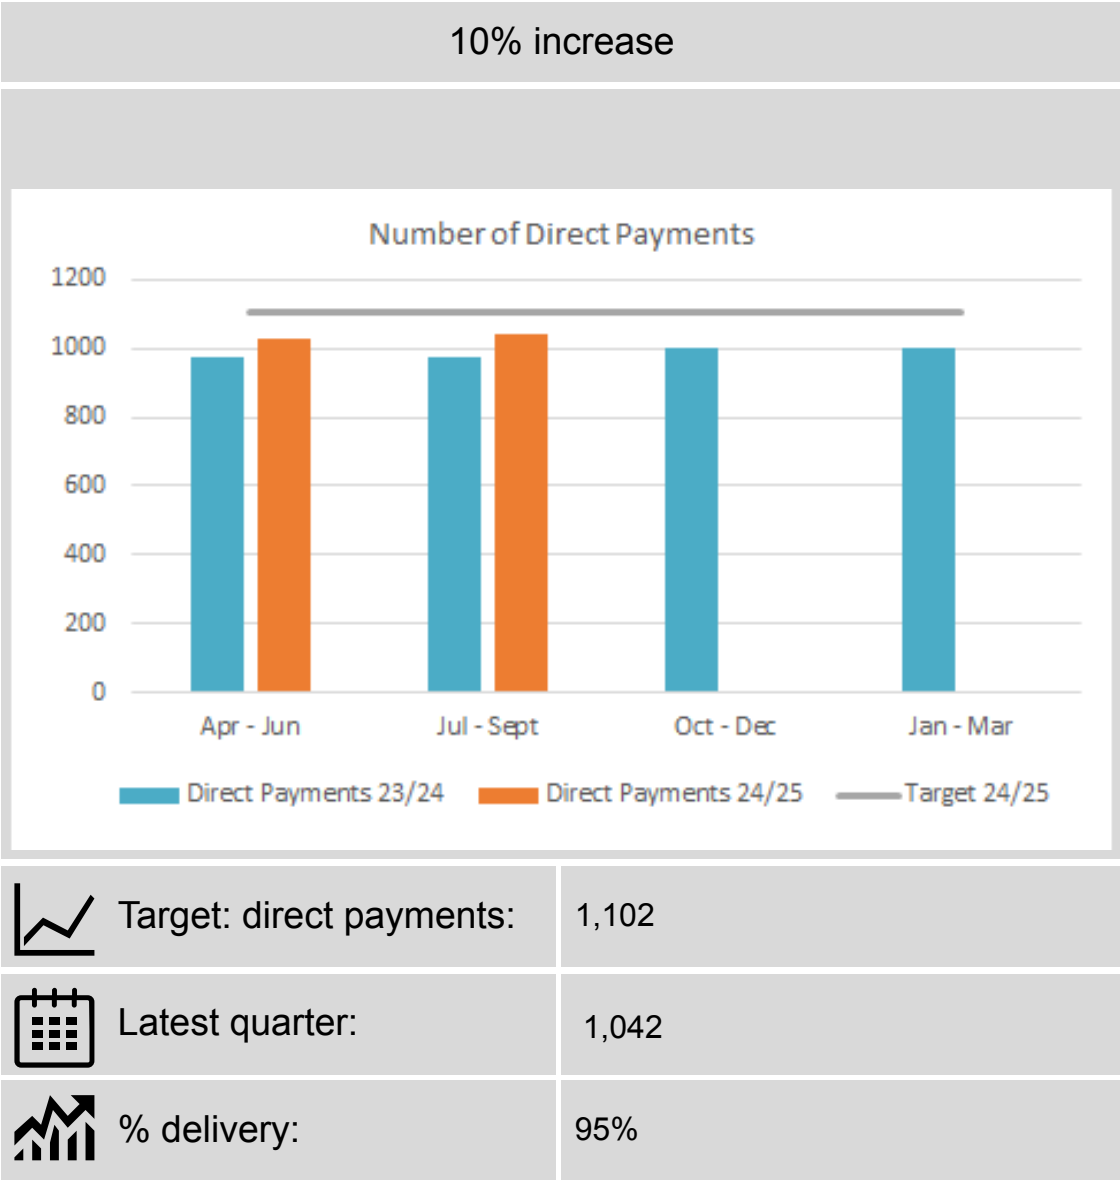 10% increase
Number of Direct Payments
1200
1000
800
600
400
200
0
Apr - Jun
Jul - Sept
Oct - Dec
Jan - Mar
Direct Payments 23/24
Direct Payments 24/25
Target 24/25
Target: direct payments: 1,102
Latest quarter: 1,042
% delivery: 95%